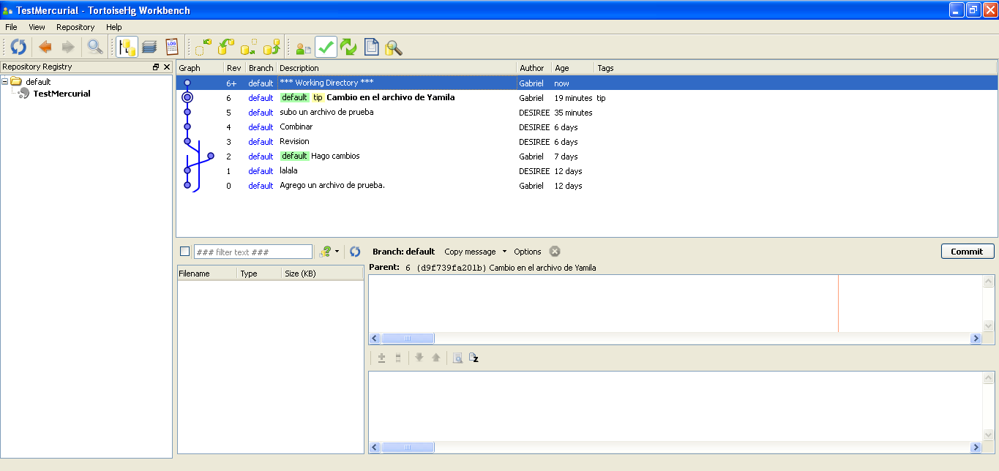 TestMercurial - TortoiseHg Workbench
File View Repository Help
LOG
Repository Registry
default
TestMercurial
Graph Rev Branch Description Author Age Tags
6+ default *** Working Directory *** Gabriel now
6 default default tip Cambio en el archivo de Yamila Gabriel 19 minutes tip
5 default subo un archivo de prueba DESIREE 35 minutes
4 default Combinar DESIREE 6 days
3 default Revision DESIREE 6 days
2 default default Hago cambios Gabriel 7 days
1 default lalala DESIREE 12 days
0 default Agrego un archivo de prueba. Gabriel 12 days
### filter text ### Branch: default Copy message Options Commit
Filename Type Size (KB)
Parent: 6 (d9f739fa201b) Cambio en el archivo de Yamila
z